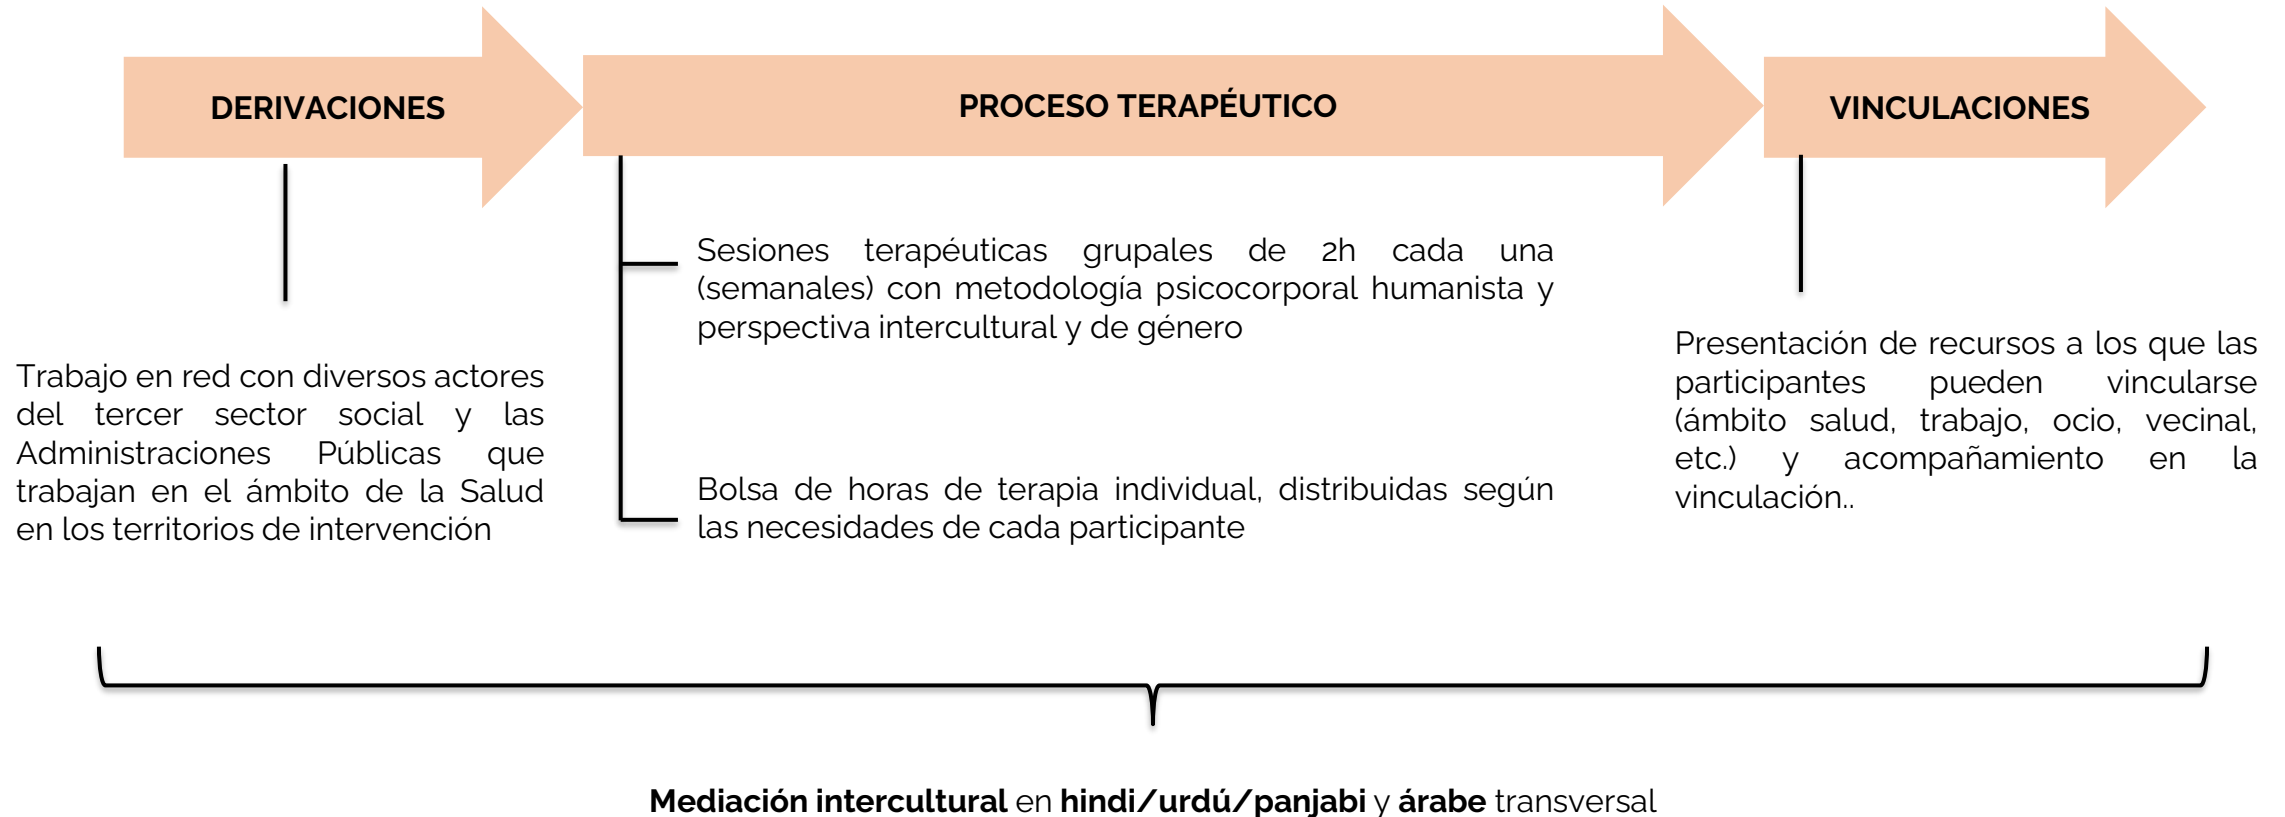 DERIVACIONES
PROCESO TERAPÉUTICO
VINCULACIONES
Trabajo en red con diversos actores
del tercer sector social y las
Administraciones Públicas que
trabajan en el ámbito de la Salud
en los territorios de intervención
Sesiones terapéuticas grupales de 2h cada una
(semanales) con metodología psicocorporal humanista y
perspectiva intercultural y de género
Bolsa de horas de terapia individual, distribuidas según
las necesidades de cada participante
Presentación de recursos a los que las
participantes pueden vincularse
(ámbito salud, trabajo, ocio, vecinal,
etc.) y acompañamiento en la
vinculación..
Mediación intercultural en hindi/urdú/panjabi y árabe transversal